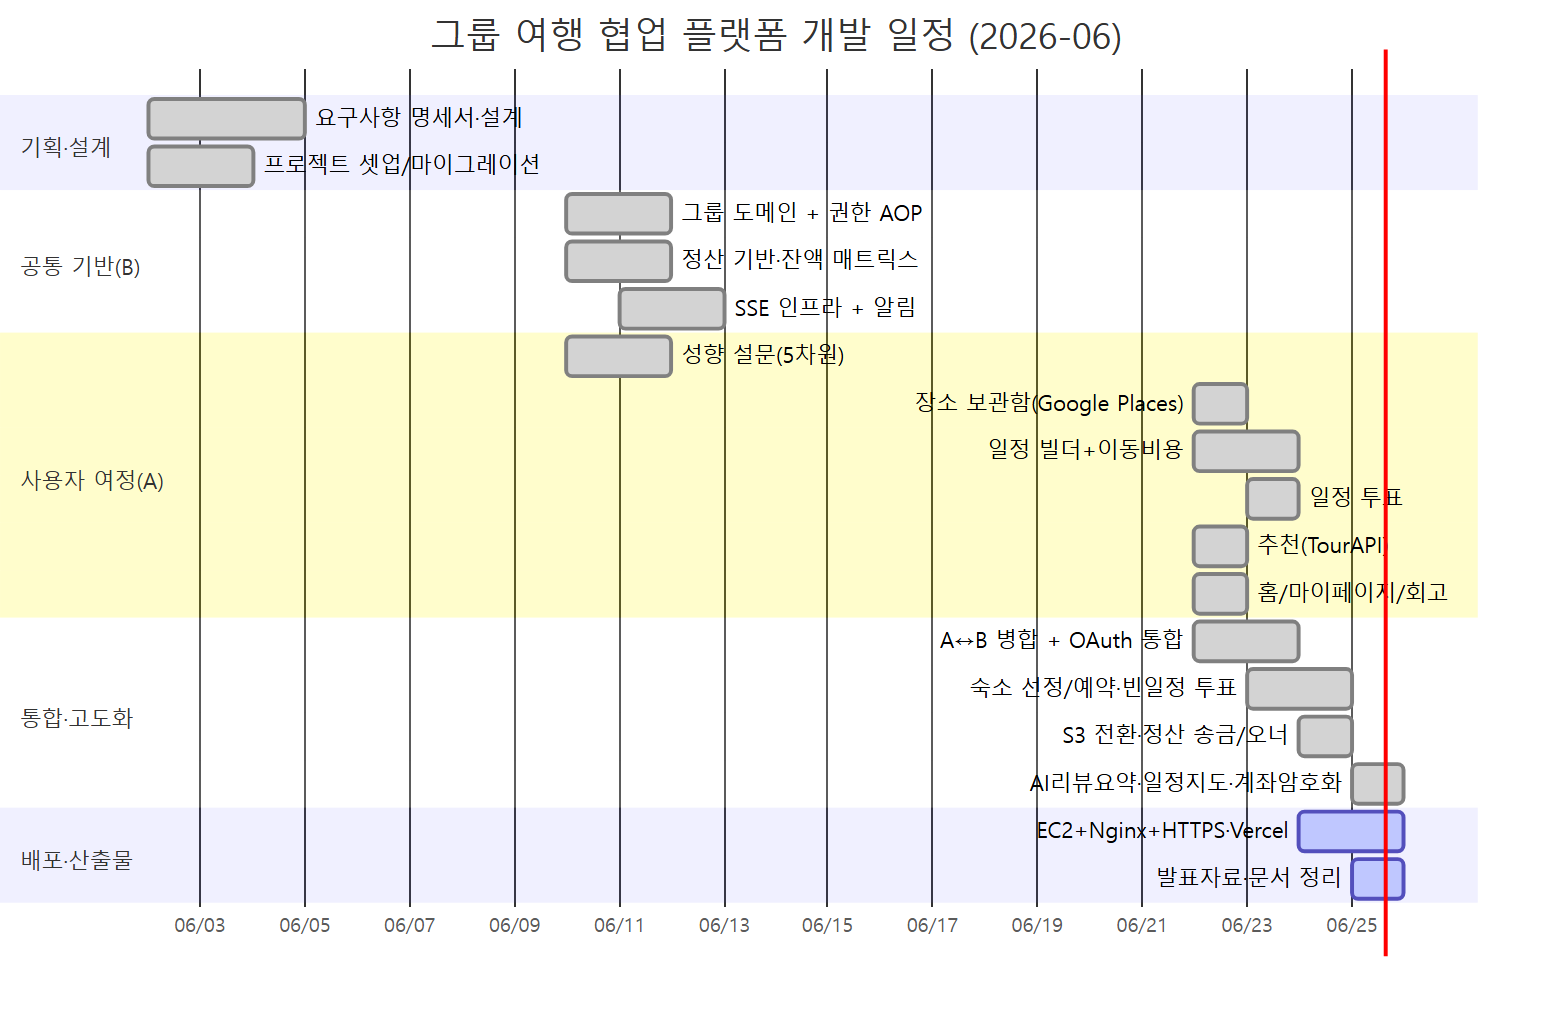 그룹 여행 협업 플랫폼 개발 일정 (2026-06)
기획·설계
요구사항 명세서·설계
프로젝트 셋업/마이그레이션
공통 기반(B)
그룹 도메인 + 권한 AOP
정산 기반·잔액 매트릭스
SSE 인프라 + 알림
사용자 여정(A)
성향 설문(5차원)
장소 보관함(Google Places)
일정 빌더+이동비용
일정 투표
추천(TourAPI)
홈/마이페이지/회고
통합·고도화
A↔B 병합 + OAuth 통합
숙소 선정/예약·빈일정 투표
S3 전환·정산 송금/오너
AI리뷰요약·일정지도·계좌암호화
배포·산출물
EC2+Nginx+HTTPS·Vercel
발표자료·문서 정리
06/03 06/05 06/07 06/09 06/11 06/13 06/15 06/17 06/19 06/21 06/23 06/25